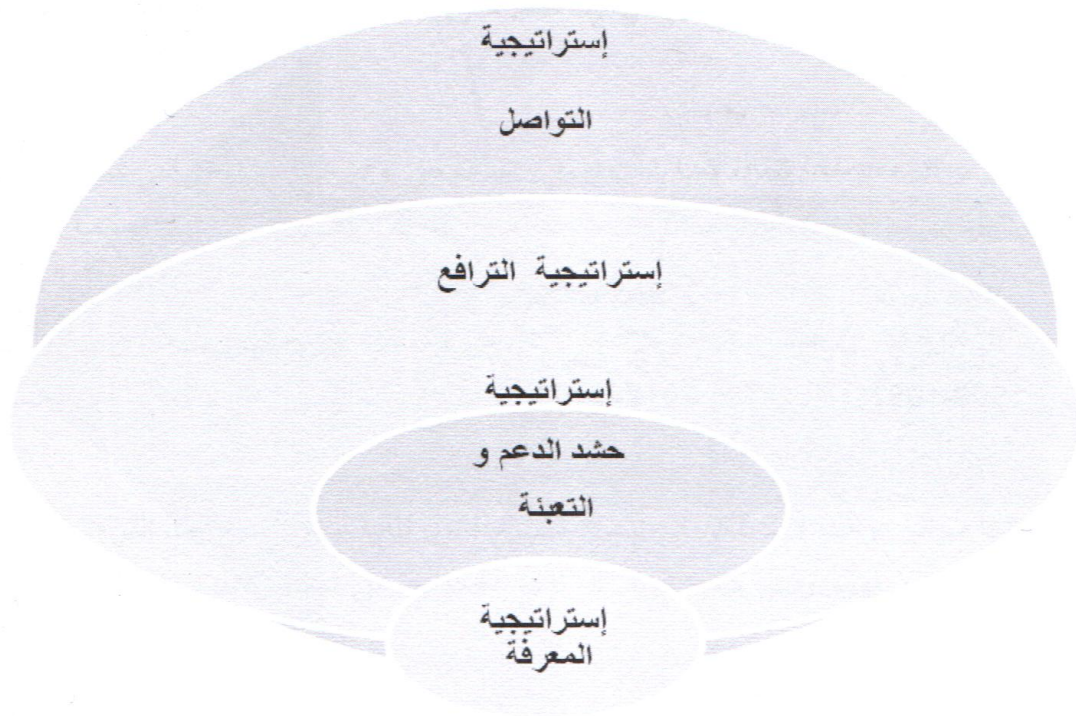 إستراتيجية
التواصل
إستراتيجية الترافع
إستراتيجية
حشد الدعم و
التعبئة
إستراتيجية
المعرفة